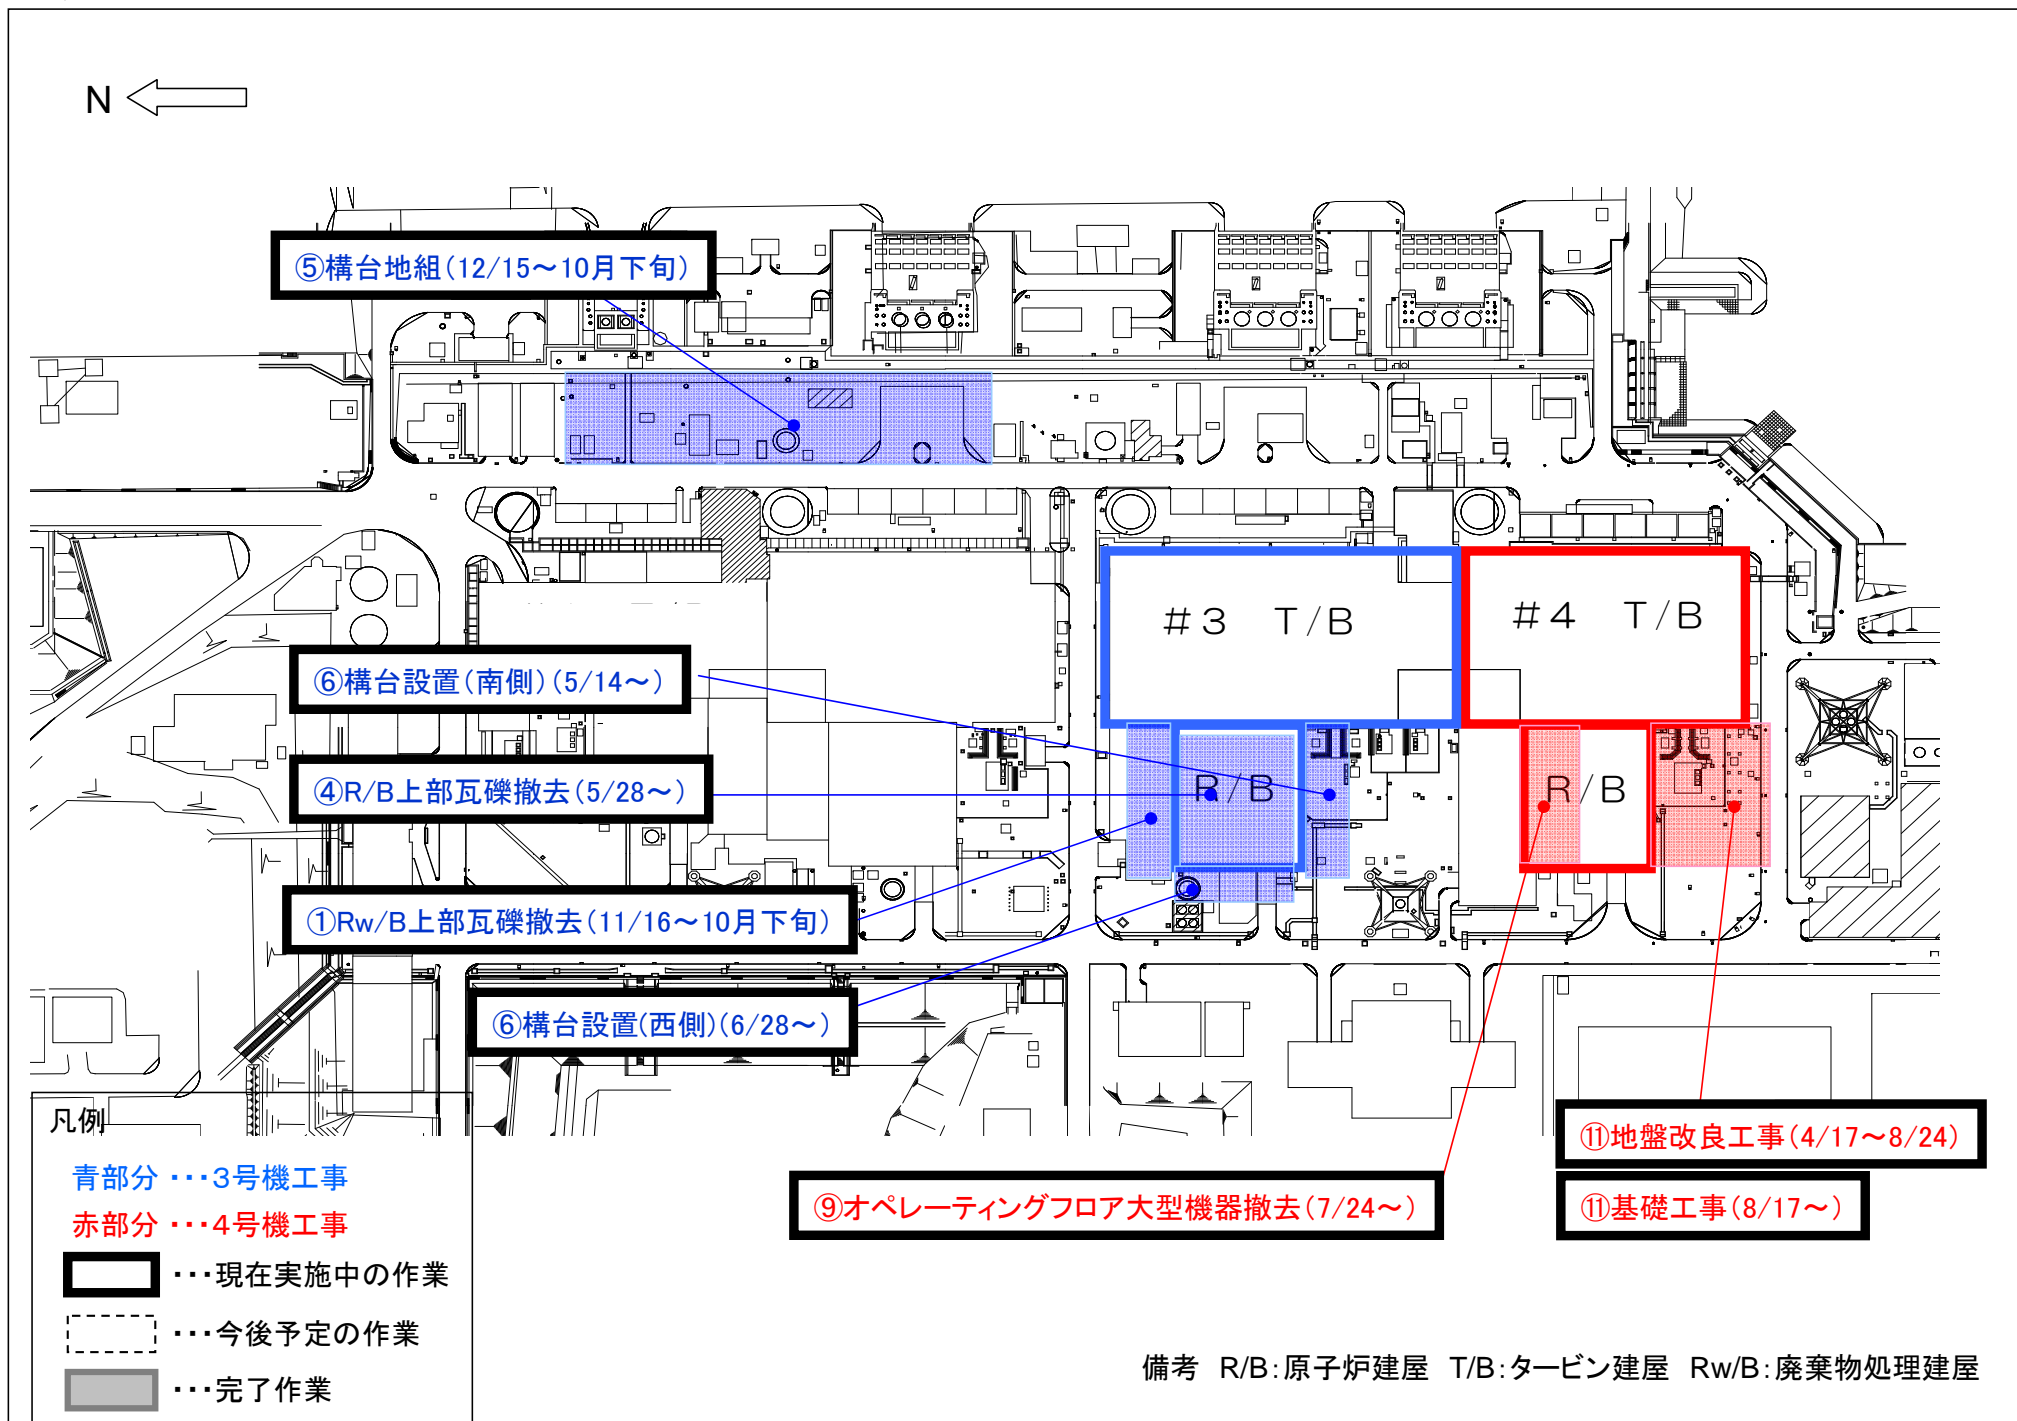 N
⑤構台地組(12/15～10月下旬)
#3 T/B
#4 T/B
⑥構台設置(南側)(5/14～)
④R/B上部瓦礫撤去(5/28～)
R/B
R/B
①Rw/B上部瓦礫撤去(11/16～10月下旬)
⑥構台設置(西側)(6/28～)
⑪地盤改良工事(4/17～8/24)
⑨オペレーティングフロア大型機器撤去(7/24～)
⑪基礎工事(8/17～)
凡例
青部分 ・・・3号機工事
赤部分 ・・・4号機工事
・・・現在実施中の作業
・・・今後予定の作業
・・・完了作業
備考 R/B:原子炉建屋 T/B:タービン建屋 Rw/B:廃棄物処理建屋